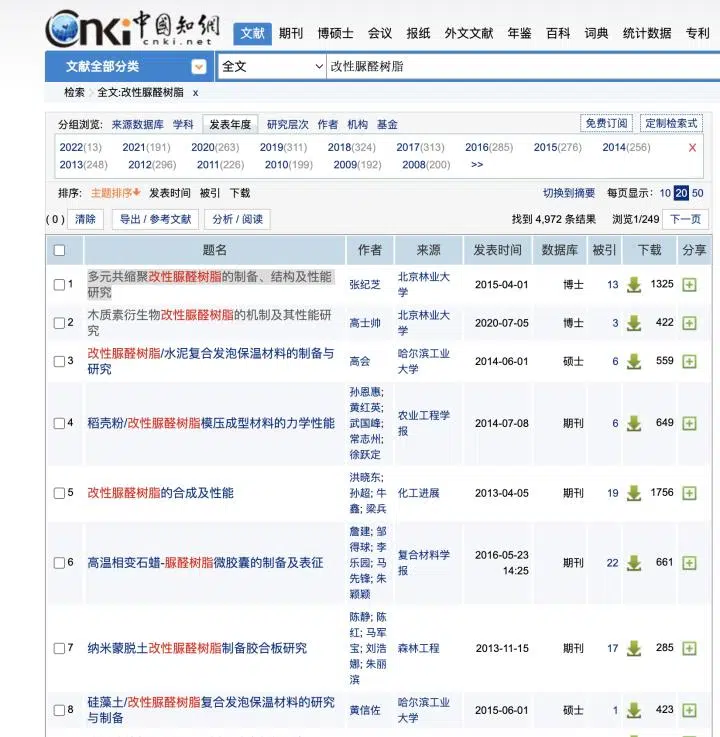 Cnki中国知网
cnki.net
文献 期刊 博硕士 会议 报纸 外文文献 年鉴 百科 词典 统计数据 专利
文献全部分类 全文 改性脲醛树脂
检索 全文:改性脲醛树脂 x
分组浏览: 来源数据库 学科 发表年度 研究层次 作者 机构 基金 免费订阅 定制检索式
2022(13) 2021(191) 2020(263) 2019(311) 2018(324) 2017(313) 2016(285) 2015(276) 2014(256) X
2013(248) 2012(296) 2011(226) 2010(199) 2009(192) 2008(200) >>
排序: 主题排序 发表时间 被引 下载 切换到摘要 每页显示: 10 20 50
(0) 清除 导出 / 参考文献 分析 / 阅读 找到 4,972 条结果 浏览1/249 下一页
题名 作者 来源 发表时间 数据库 被引 下载 分享
1 多元共缩聚改性脲醛树脂的制备、结构及性能
研究
张纪芝
北京林业大
学
2015-04-01 博士 13 1325
2 木质素衍生物改性脲醛树脂的机制及其性能研
究
高士帅
北京林业大
学
2020-07-05 博士 3 422
3 改性脲醛树脂/水泥复合发泡保温材料的制备与
研究
高会
哈尔滨工业
大学
2014-06-01 硕士 6 559
4 稻壳粉/改性脲醛树脂模压成型材料的力学性能
孙恩惠;
黄红英;
武国峰;
常志州;
徐跃定
农业工程学
报
2014-07-08 期刊 6 649
5 改性脲醛树脂的合成及性能
洪晓东;
孙超; 牛
鑫; 梁兵
化工进展
2013-04-05 期刊 19 1756
6 高温相变石蜡-脲醛树脂微胶囊的制备及表征
詹建; 邹
得球; 李
乐园; 马
先锋; 朱
颖颖
复合材料学
报
2016-05-23
14:25
期刊 22 661
7 纳米蒙脱土改性脲醛树脂制备胶合板研究
陈静; 陈
红; 马军
宝; 刘浩
娜; 朱丽
滨
森林工程
2013-11-15 期刊 17 285
8 硅藻土/改性脲醛树脂复合发泡保温材料的研究
与制备
黄信佐
哈尔滨工业
大学
2015-06-01 硕士 1 423